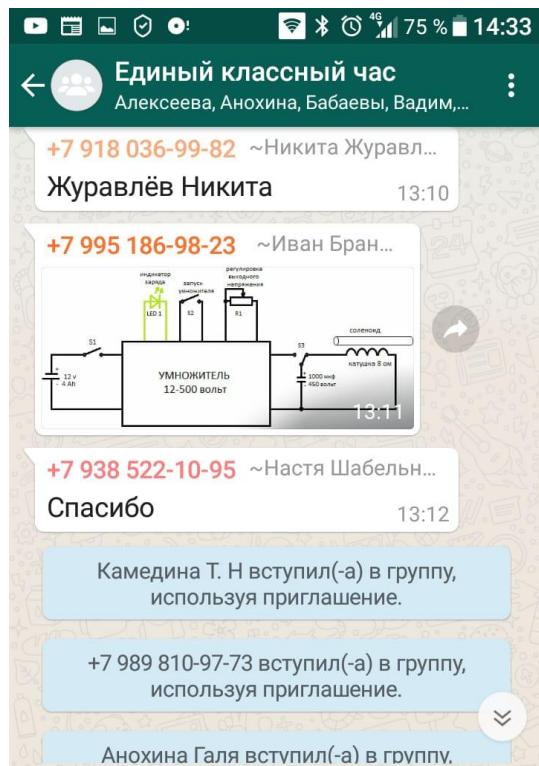 4G 75 % 14:33
Единый классный час
Алексеева, Анохина, Бабаевы, Вадим,...
+7 918 036-99-82 ~Никита Журавл...
Журавлёв Никита 13:10
+7 995 186-98-23 ~Иван Бран...
индикатор заряда
LED 1
запуск умножителя
S2
регулировка выходного напряжения
R1
S1
12 v
4 Ah
УМНОЖИТЕЛЬ
12-500 вольт
S3
соленоид
катушка 8 ом
1000 мкф
450 вольт
13:11
+7 938 522-10-95 ~Настя Шабельн...
Спасибо 13:12
Камедина Т. Н вступил(-а) в группу,
используя приглашение.
+7 989 810-97-73 вступил(-а) в группу,
используя приглашение.
Анохина Галя вступил(-а) в группу,